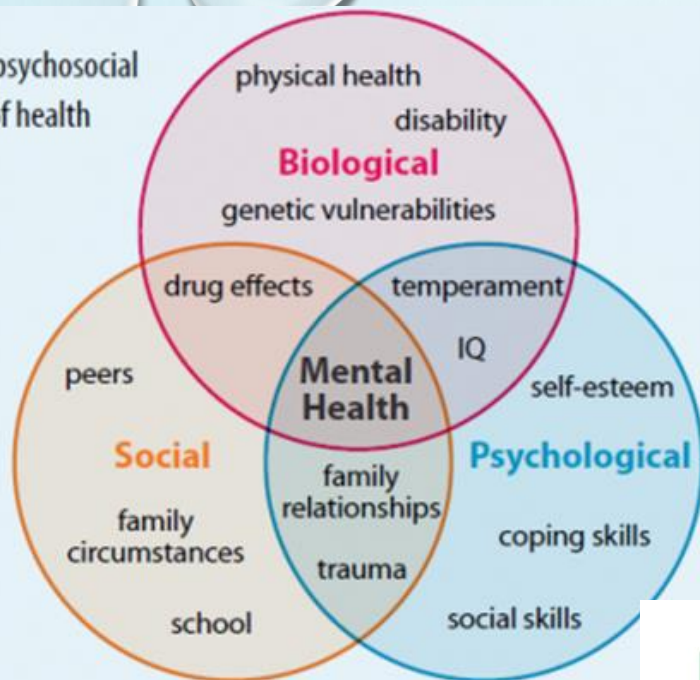 psychosocial
of health
physical health
disability
Biological
genetic vulnerabilities
drug effects
temperament
IQ
peers
Mental
Health
self-esteem
Social
Psychological
family
relationships
family
circumstances
coping skills
trauma
school
social skills